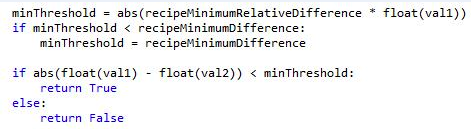 minThreshold = abs(recipeMinimumRelativeDifference * float(val1))
if minThreshold < recipeMinimumDifference:
    minThreshold = recipeMinimumDifference

if abs(float(val1) - float(val2)) < minThreshold:
    return True
else:
    return False